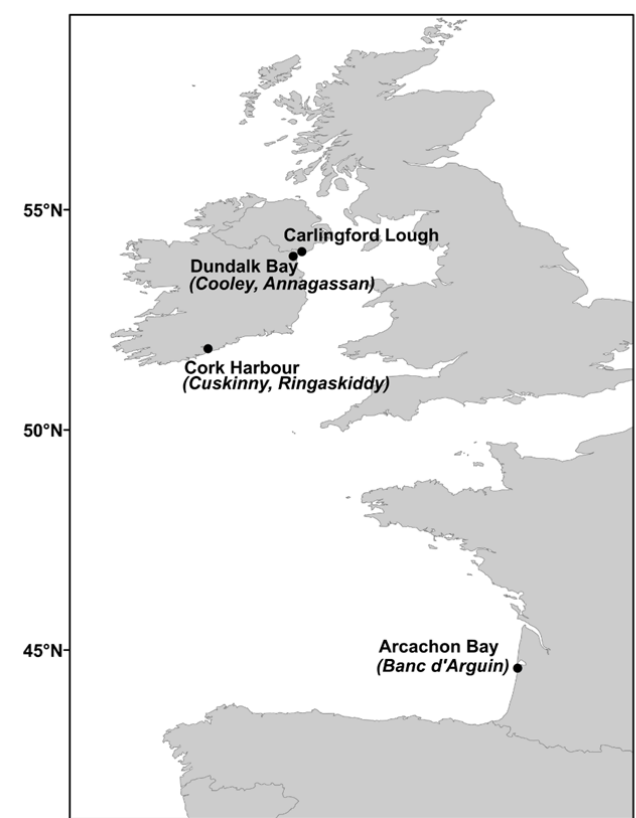 55°N
Carlingford Lough
Dundalk Bay
(Cooley, Annagassan)
Cork Harbour
(Cuskinny, Ringaskiddy)
50°N
45°N
Arcachon Bay
(Banc d'Arguin)